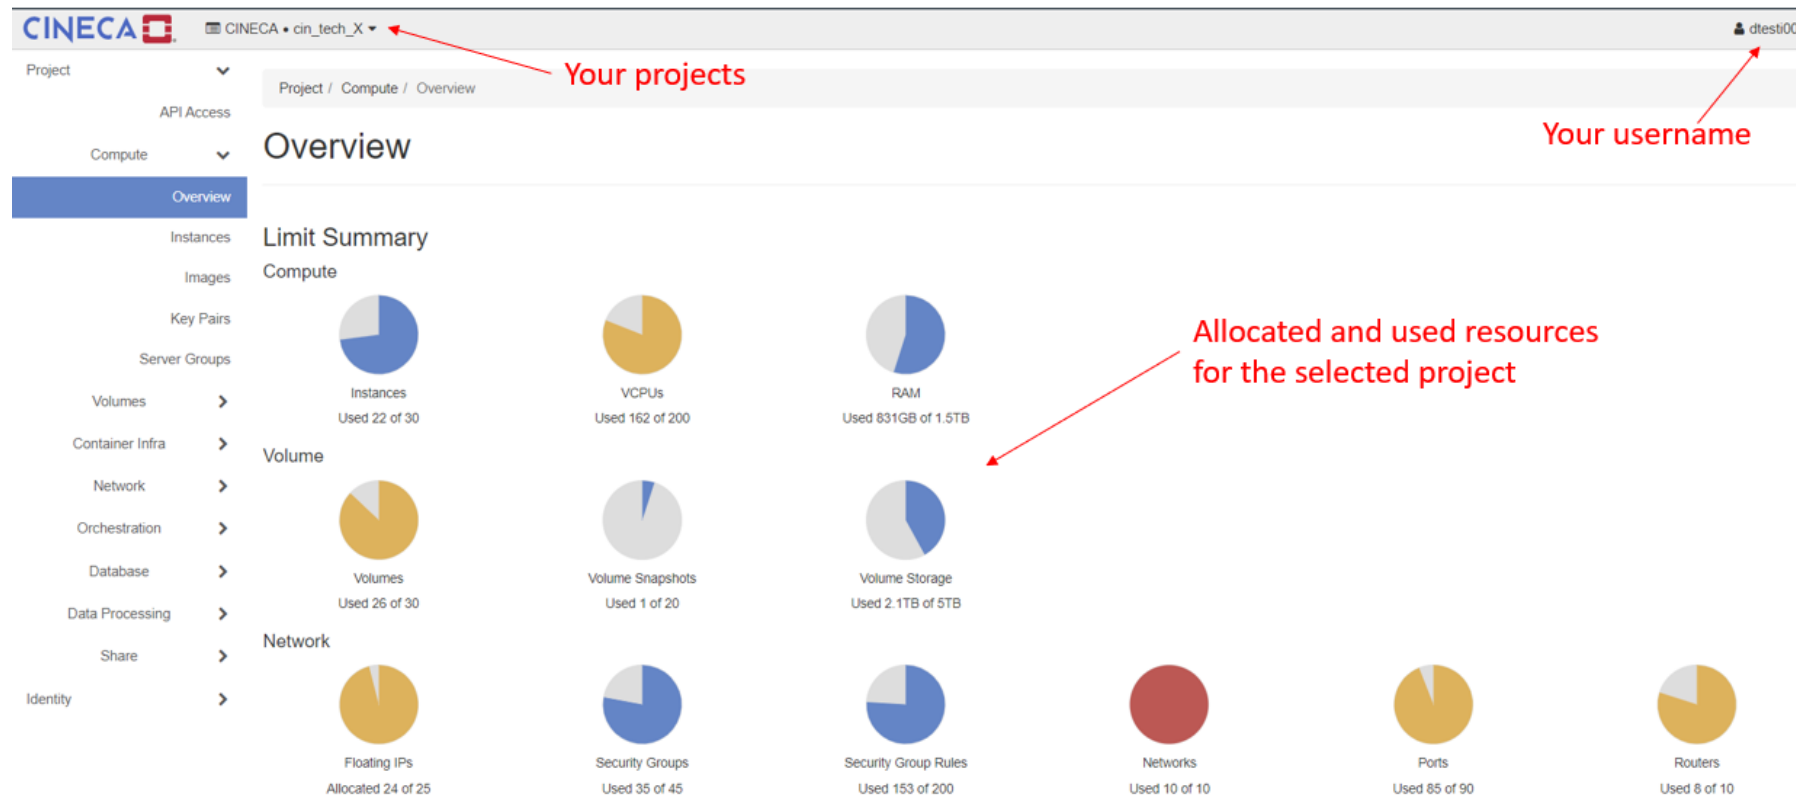 CINECA
CINECA • cin_tech_X
dtesti00
Project
Your projects
Project / Compute / Overview
API Access
Your username
Compute
Overview
Overview
Instances
Limit Summary
Compute
Images
Key Pairs
Server Groups
Allocated and used resources
for the selected project
Instances
VCPUs
RAM
Used 22 of 30
Used 162 of 200
Used 831GB of 1.5TB
Volumes
Container Infra
Volume
Network
Orchestration
Database
Volumes
Volume Snapshots
Volume Storage
Used 26 of 30
Used 1 of 20
Used 2.1TB of 5TB
Data Processing
Network
Share
Identity
Floating IPs
Security Groups
Security Group Rules
Networks
Ports
Routers
Allocated 24 of 25
Used 35 of 45
Used 153 of 200
Used 10 of 10
Used 85 of 90
Used 8 of 10